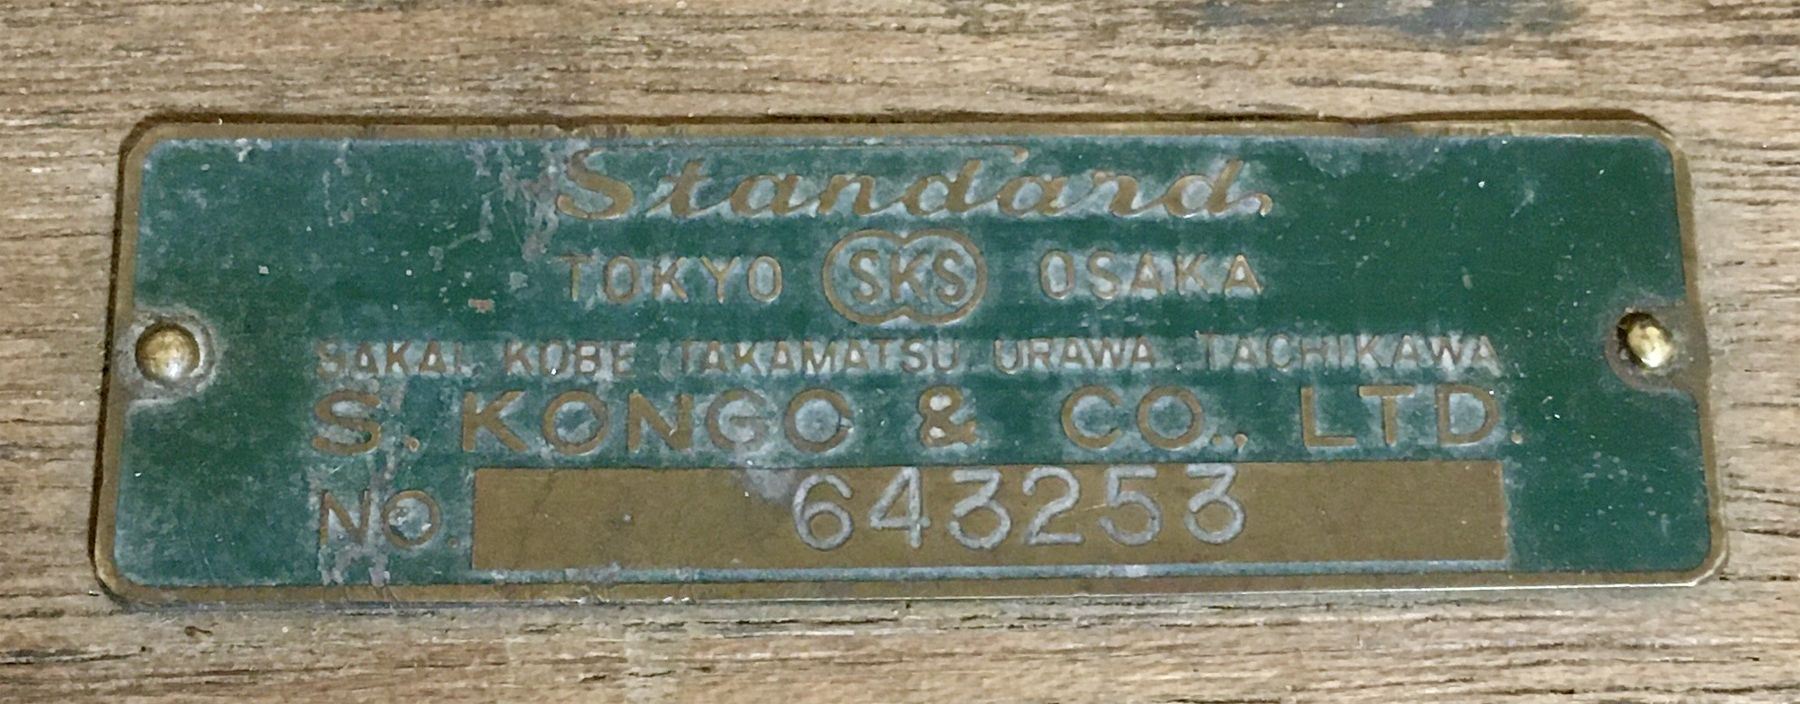 Standard
TOKYO SKS OSAKA
SAKAI KOBE TAKAMATSU URAWA TACHIKAWA
S. KONGO & CO., LTD.
NO. 643253